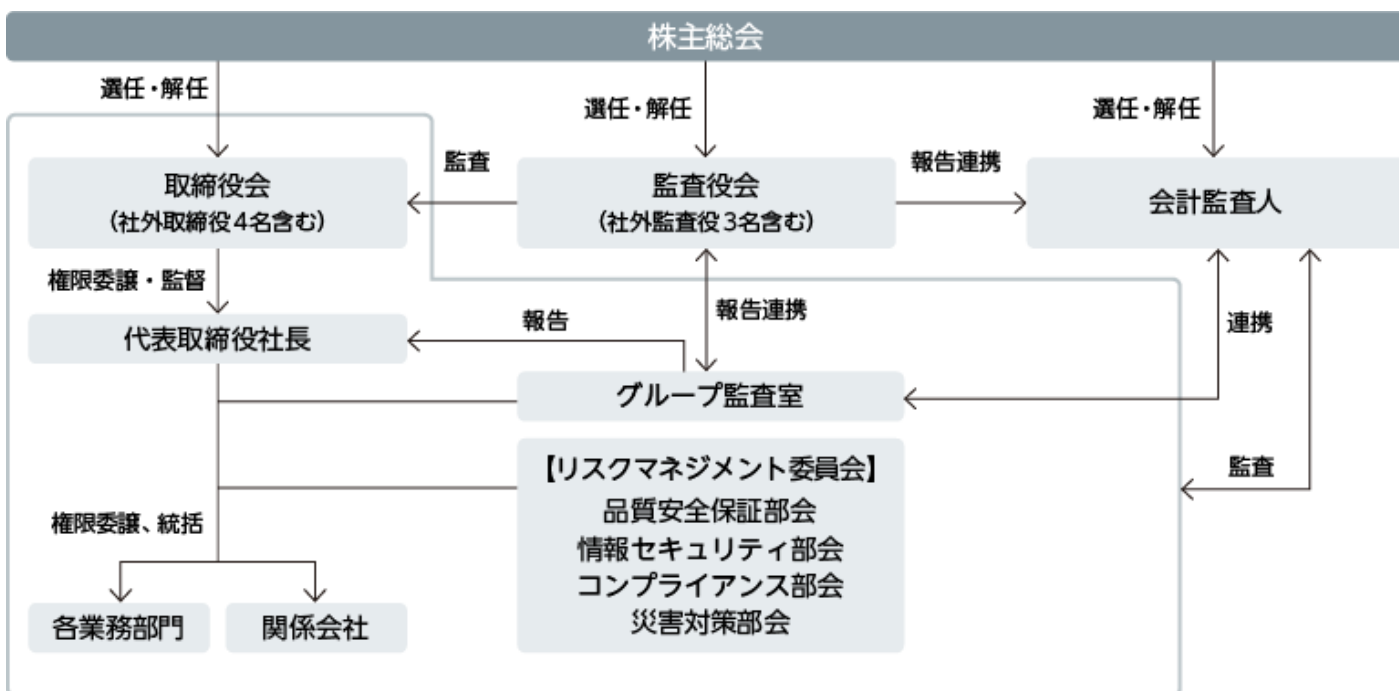 株主総会
選任・解任
選任・解任
選任・解任
取締役会
(社外取締役4名含む)
監査
監査役会
(社外監査役3名含む)
報告連携
会計監査人
権限委譲・監督
代表取締役社長
報告
報告連携
連携
グループ監査室
監査
【リスクマネジメント委員会】
品質安全保証部会
情報セキュリティ部会
コンプライアンス部会
災害対策部会
権限委譲、統括
各業務部門
関係会社